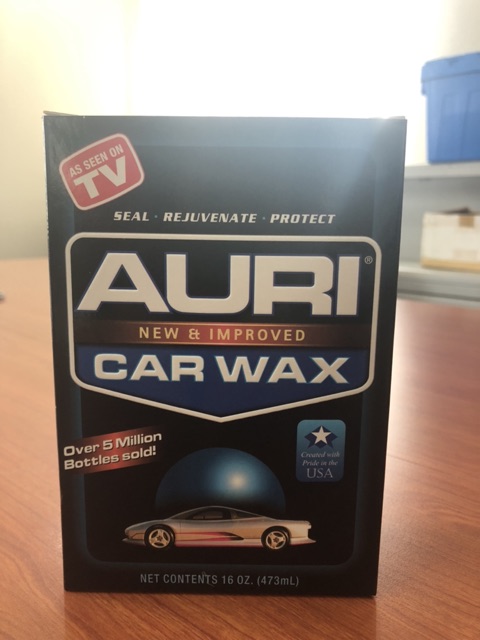 AS SEEN ON
TV
SEAL · REJUVENATE · PROTECT
AURI®
NEW & IMPROVED
CAR WAX
Over 5 Million
Bottles sold!
Created with
Pride in the
USA
NET CONTENTS 16 OZ. (473mL)